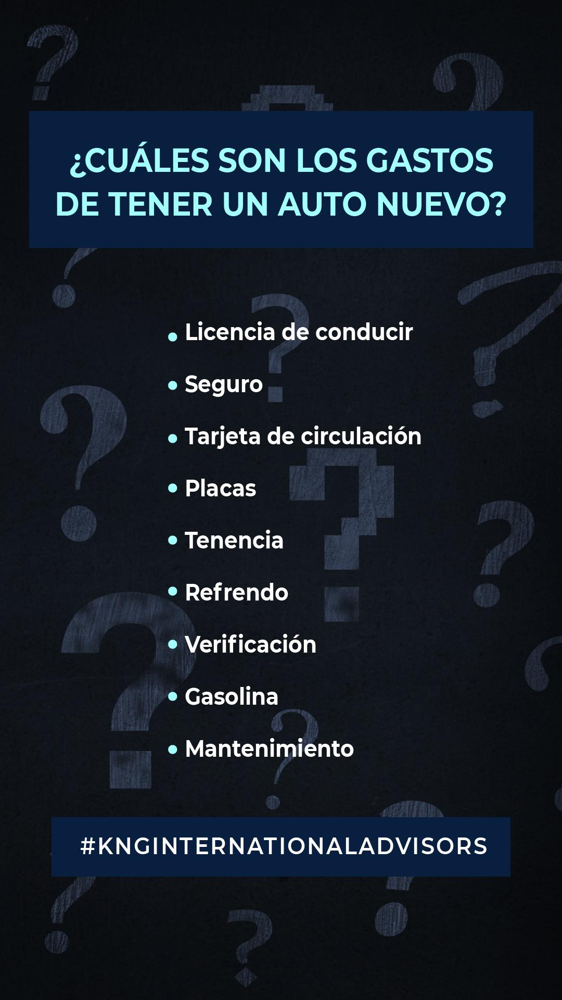 ¿CUÁLES SON LOS GASTOS
DE TENER UN AUTO NUEVO?
• Licencia de conducir
• Seguro
• Tarjeta de circulación
• Placas
• Tenencia
• Refrendo
• Verificación
• Gasolina
• Mantenimiento
#KNGINTERNATIONALADVISORS